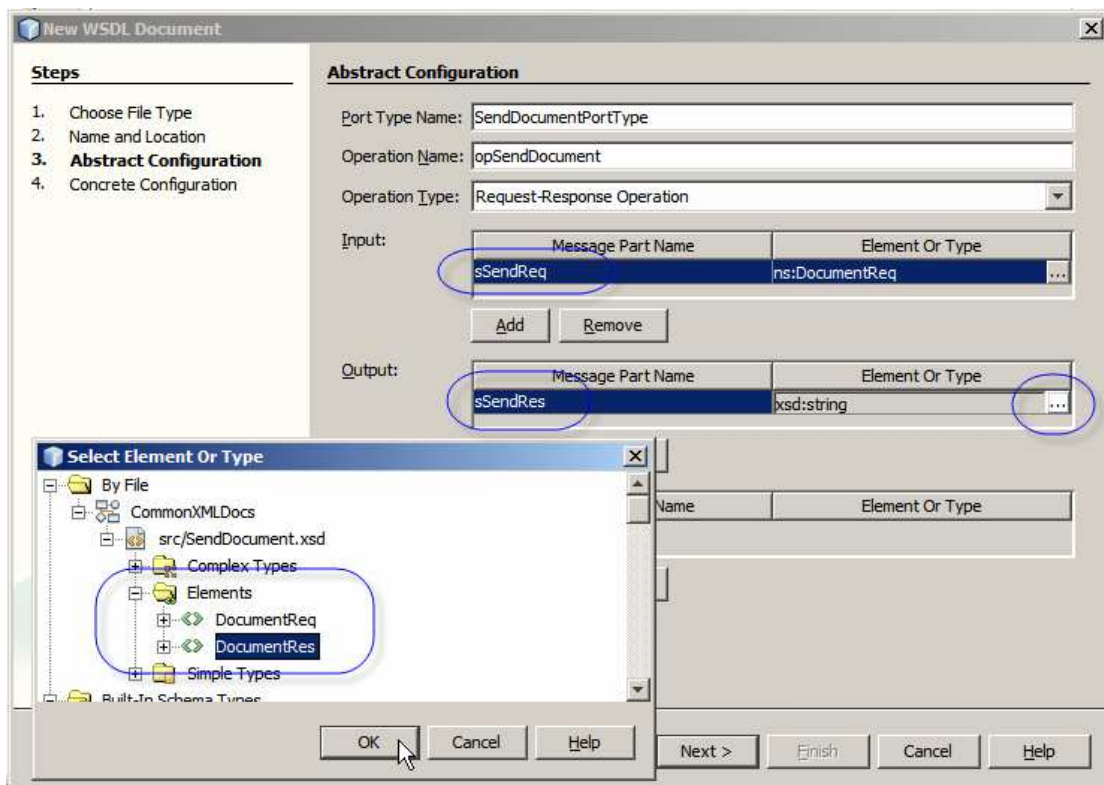 New WSDL Document
Steps
1. Choose File Type
2. Name and Location
3. Abstract Configuration
4. Concrete Configuration
Abstract Configuration
Port Type Name: SendDocumentPortType
Operation Name: opSendDocument
Operation Type: Request-Response Operation
Input:
Message Part Name Element Or Type
sSendReq ns:DocumentReq ...
Add Remove
Output:
Message Part Name Element Or Type
sSendRes xsd:string ...
Name Element Or Type
Select Element Or Type
By File
CommonXMLDocs
src/SendDocument.xsd
Complex Types
Elements
DocumentReq
DocumentRes
Simple Types
Built-In Schema Types
OK Cancel Help
Next > Finish Cancel Help